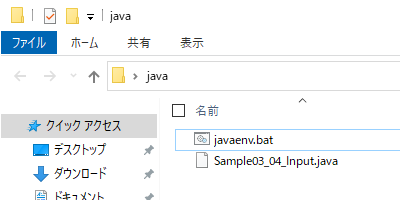 java
ファイル ホーム 共有 表示
java
名前
クイック アクセス
javaenv.bat
デスクトップ
Sample03_04_Input.java
ダウンロード
ドキュメント